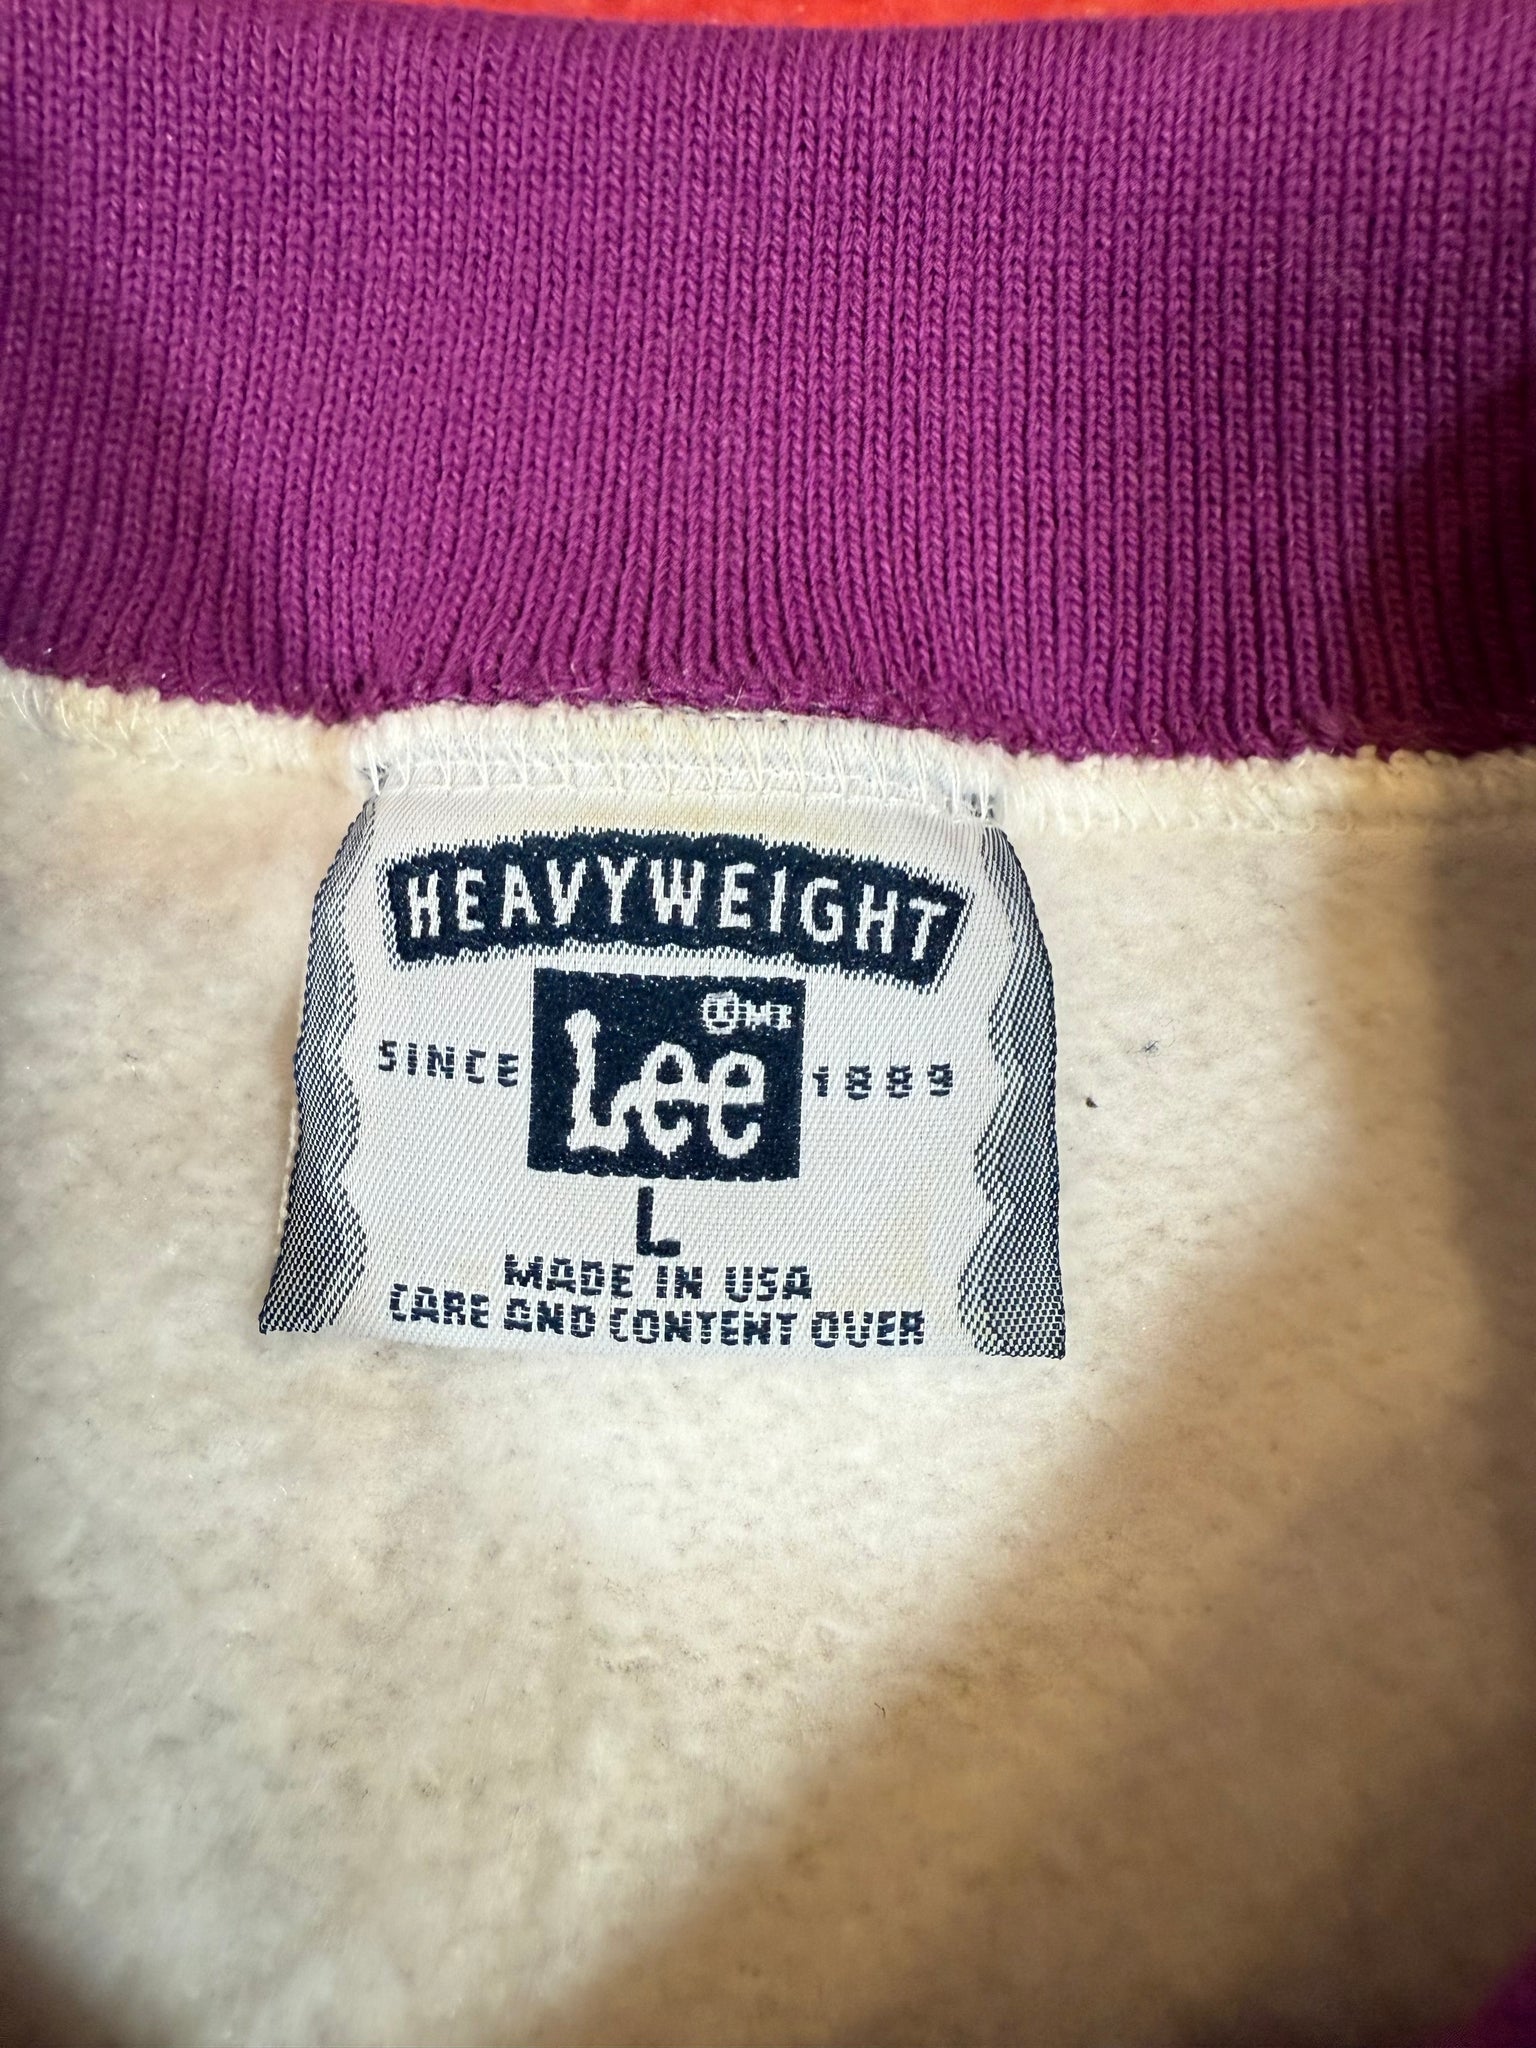 HEAVYWEIGHT
SINCE Lee 1889
L
MADE IN USA
CARE AND CONTENT OVER